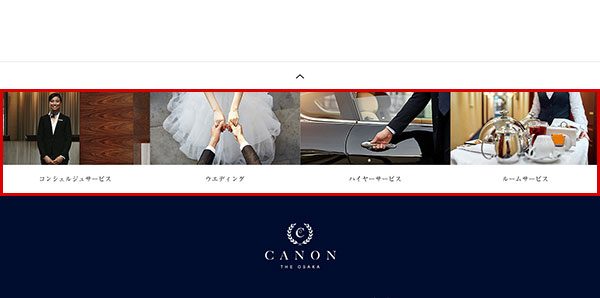 コンシェルジュサービス
ウエディング
ハイヤーサービス
ルームサービス
C
CANON
THE OSAKA